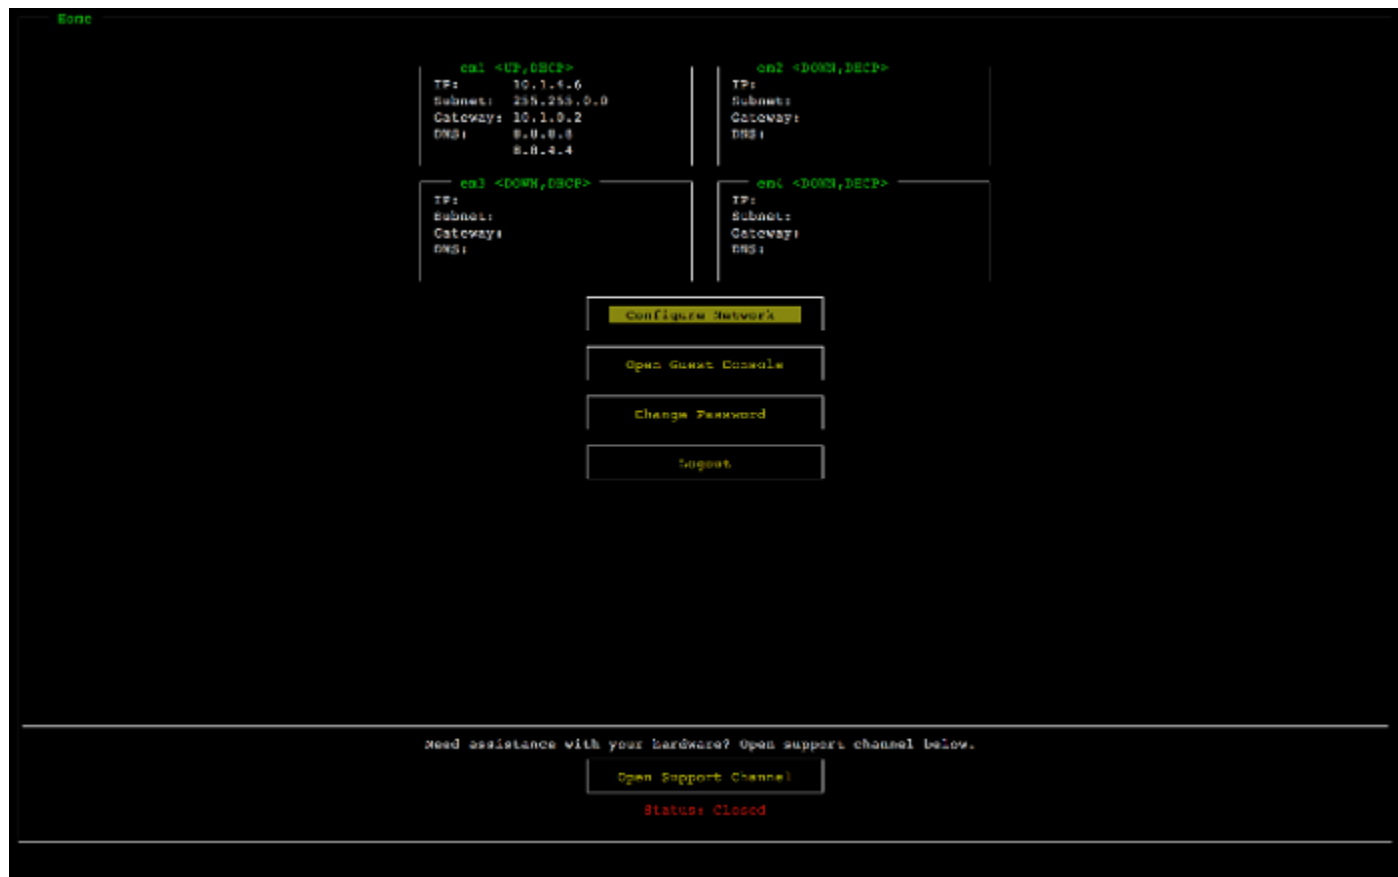 Home
em1 <UP,DHCP>
IP: 10.1.4.6
Subnet: 255.255.0.0
Gateway: 10.1.0.2
DNS: 8.8.8.8
8.8.4.4
em2 <DOWN,DHCP>
IP:
Subnet:
Gateway:
DNS:
em3 <DOWN,DHCP>
IP:
Subnet:
Gateway:
DNS:
em4 <DOWN,DHCP>
IP:
Subnet:
Gateway:
DNS:
Configure Network
Open Guest Console
Change Password
Logout
Need assistance with your hardware? Open support channel below.
Open Support Channel
Status: Closed